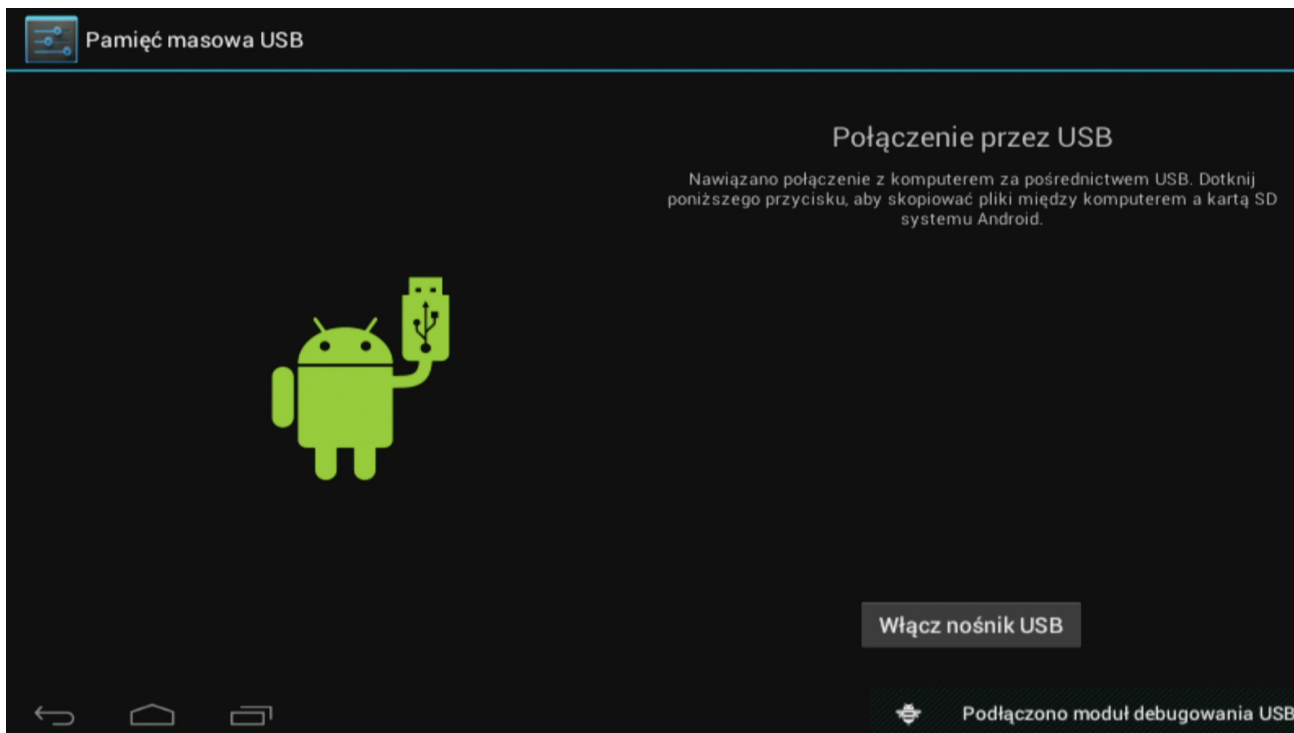 Pamięć masowa USB
Połączenie przez USB
Nawiązano połączenie z komputerem za pośrednictwem USB. Dotknij
poniższego przycisku, aby skopiować pliki między komputerem a kartą SD
systemu Android.
Włącz nośnik USB
Podłączono moduł debugowania USB